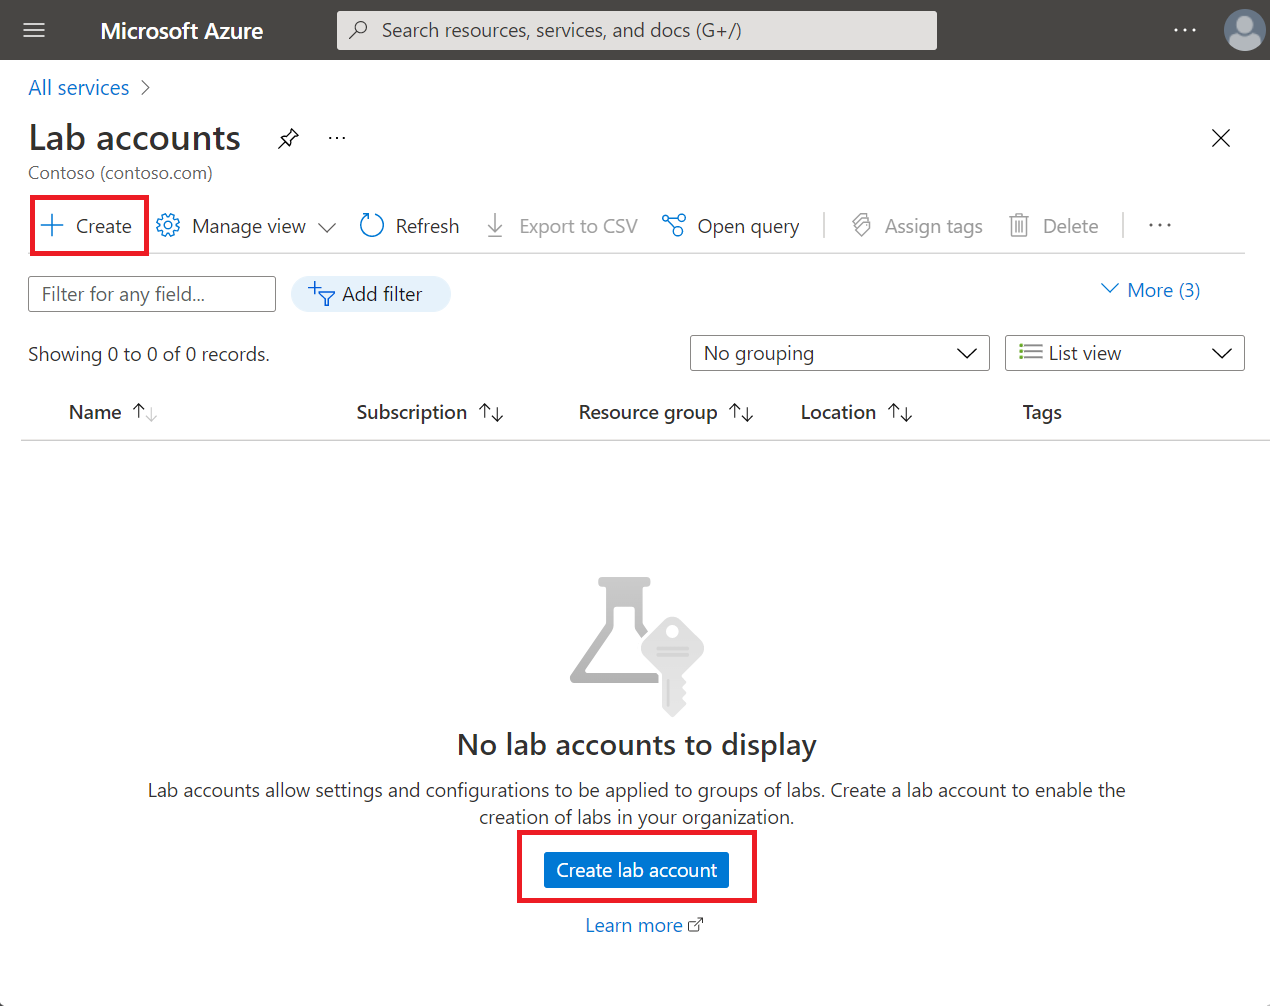 Microsoft Azure
Search resources, services, and docs (G+/)
All services
Lab accounts
Contoso (contoso.com)
Create
Manage view
Refresh
Export to CSV
Open query
Assign tags
Delete
Filter for any field...
Add filter
More (3)
Showing 0 to 0 of 0 records.
No grouping
List view
Name
Subscription
Resource group
Location
Tags
No lab accounts to display
Lab accounts allow settings and configurations to be applied to groups of labs. Create a lab account to enable the
creation of labs in your organization.
Create lab account
Learn more